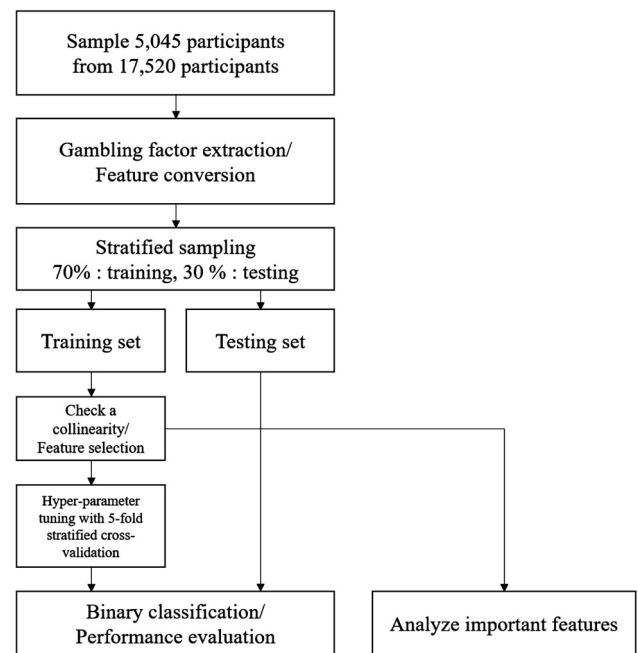 Sample 5,045 participants
from 17,520 participants
Gambling factor extraction/
Feature conversion
Stratified sampling
70% : training, 30 % : testing
Training set
Testing set
Check a
collinearity/
Feature selection
Hyper-parameter
tuning with 5-fold
stratified cross-
validation
Binary classification/
Performance evaluation
Analyze important features